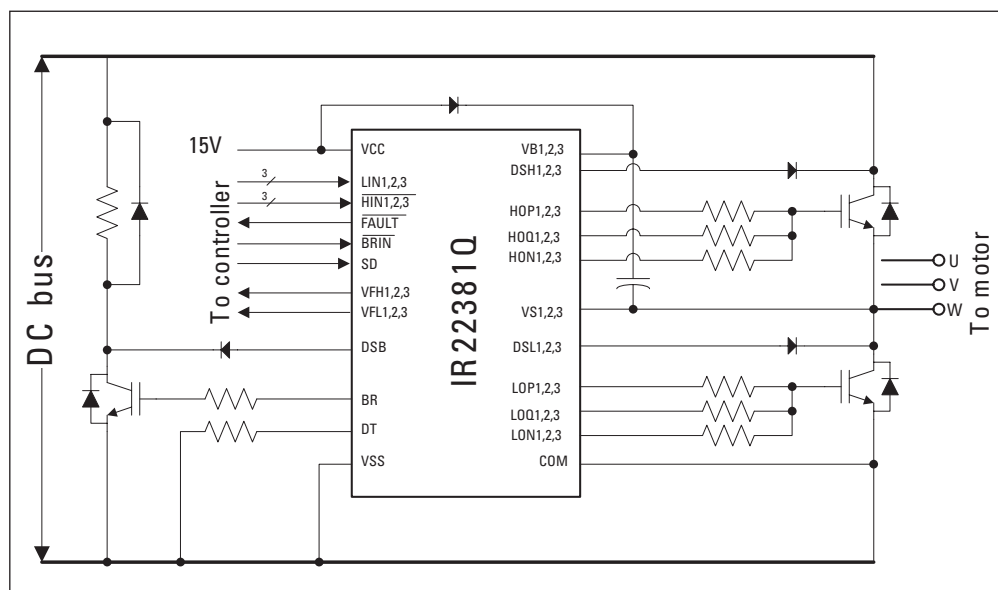 DC bus
15V
3
3
To controller
IR22381Q
VCC
LIN1,2,3
HIN1,2,3
FAULT
BRIN
SD
VFH1,2,3
VFL1,2,3
DSB
BR
DT
VSS
VB1,2,3
DSH1,2,3
HOP1,2,3
HOQ1,2,3
HON1,2,3
VS1,2,3
DSL1,2,3
LOP1,2,3
LOQ1,2,3
LON1,2,3
COM
U
V
W
To motor